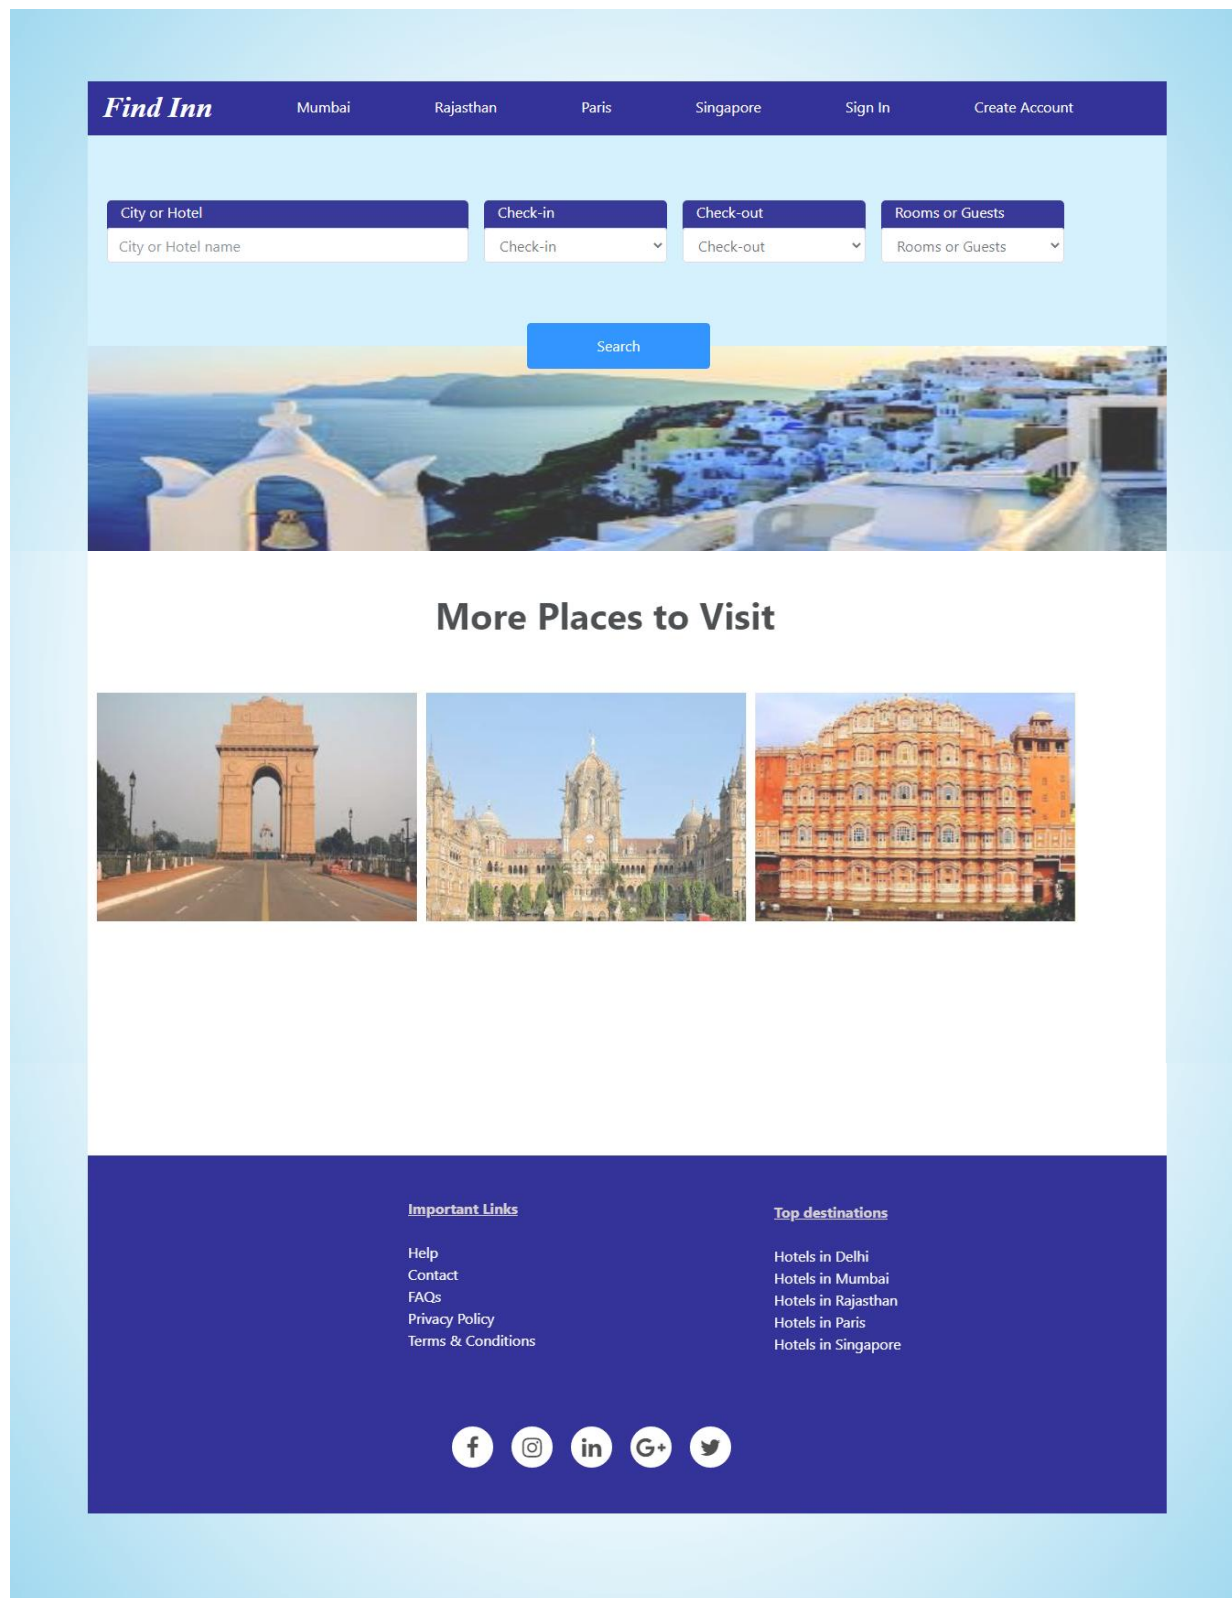 Find Inn Mumbai Rajasthan Paris Singapore Sign In Create Account
City or Hotel Check-in Check-out Rooms or Guests
City or Hotel name Check-in Check-out Rooms or Guests
Search
More Places to Visit
Important Links
Help
Contact
FAQs
Privacy Policy
Terms & Conditions
Top destinations
Hotels in Delhi
Hotels in Mumbai
Hotels in Rajasthan
Hotels in Paris
Hotels in Singapore
f in G+